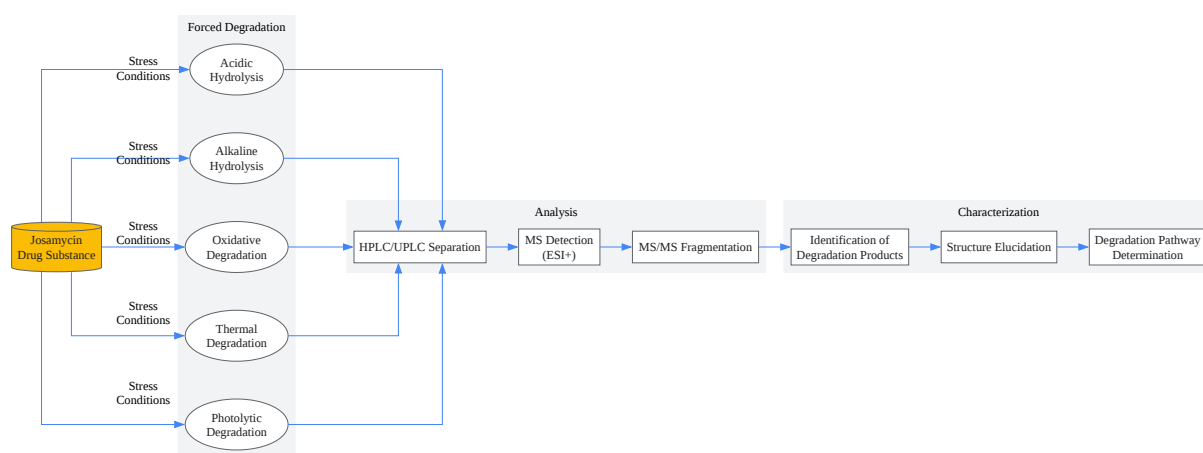 Forced Degradation
Stress
Conditions
Acidic
Hydrolysis
Stress
Conditions
Alkaline
Hydrolysis
Josamycin
Drug Substance
Stress
Conditions
Oxidative
Degradation
Stress
Conditions
Thermal
Degradation
Stress
Conditions
Photolytic
Degradation
Analysis
HPLC/UPLC Separation
MS Detection
(ESI+)
MS/MS Fragmentation
Characterization
Identification of
Degradation Products
Structure Elucidation
Degradation Pathway
Determination